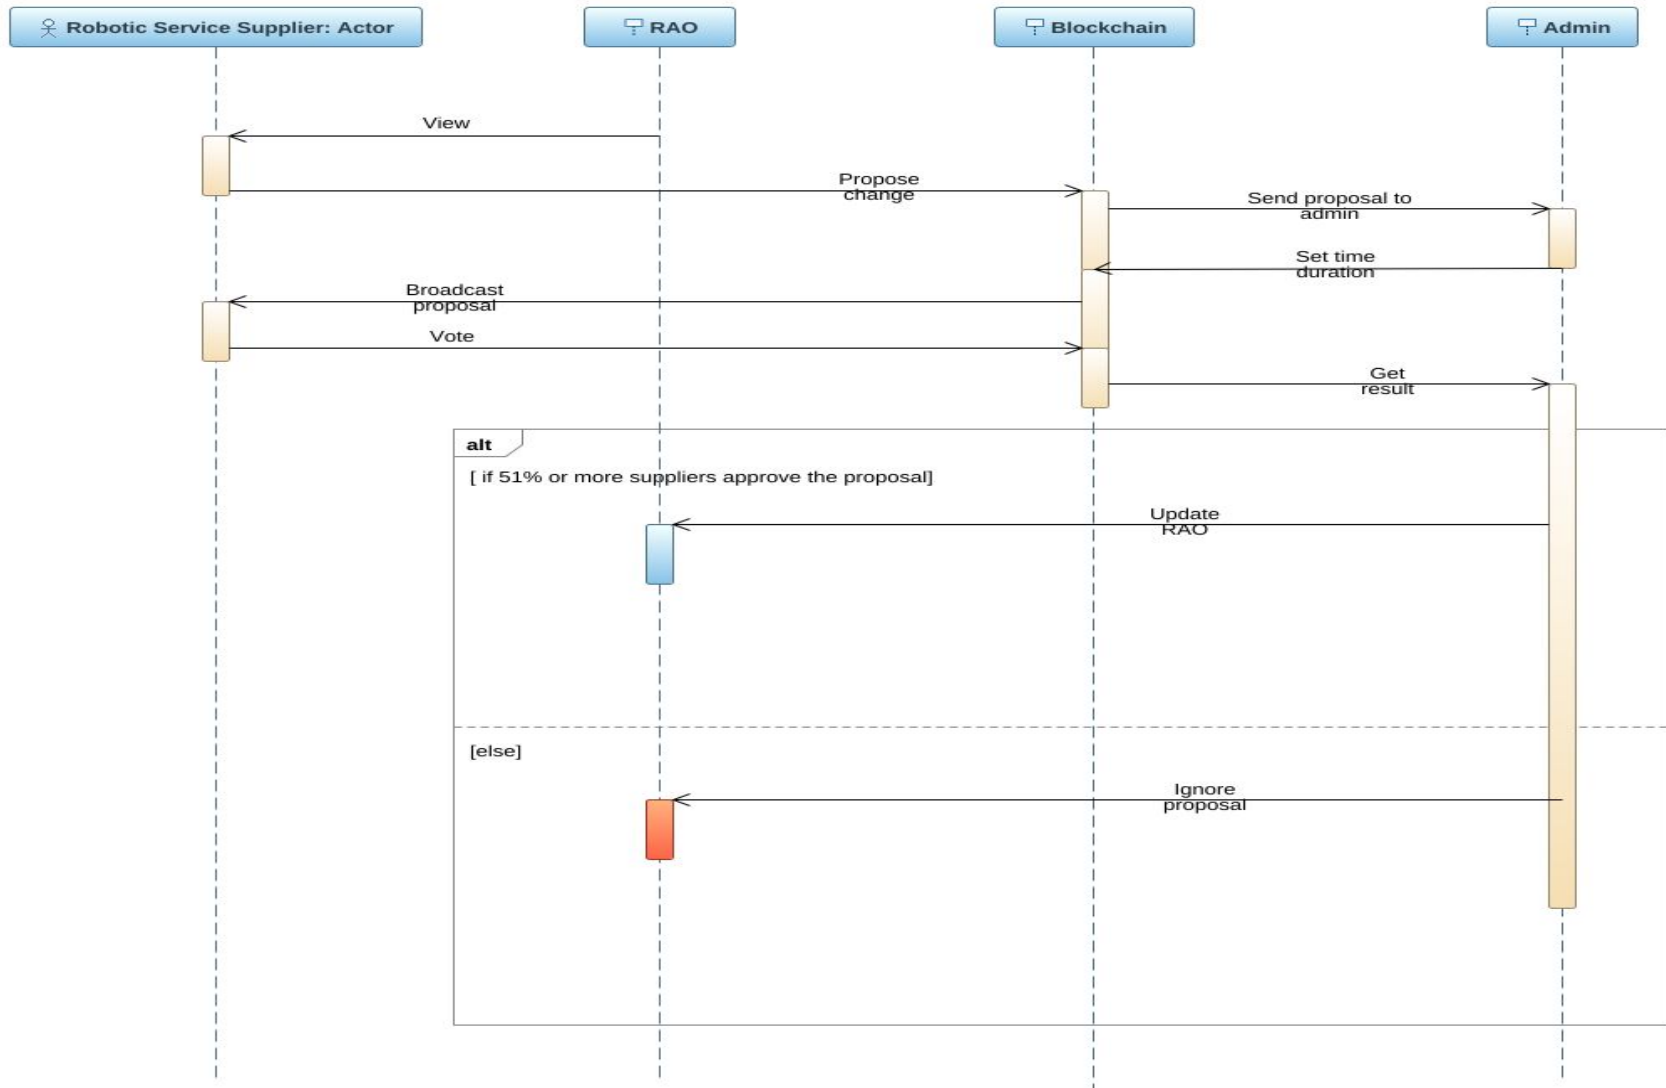 Robotic Service Supplier: Actor
RAO
Blockchain
Admin
View
Propose
change
Send proposal to
admin
Set time
duration
Broadcast
proposal
Vote
Get
result
alt
[ if 51% or more suppliers approve the proposal]
Update
RAO
[else]
Ignore
proposal